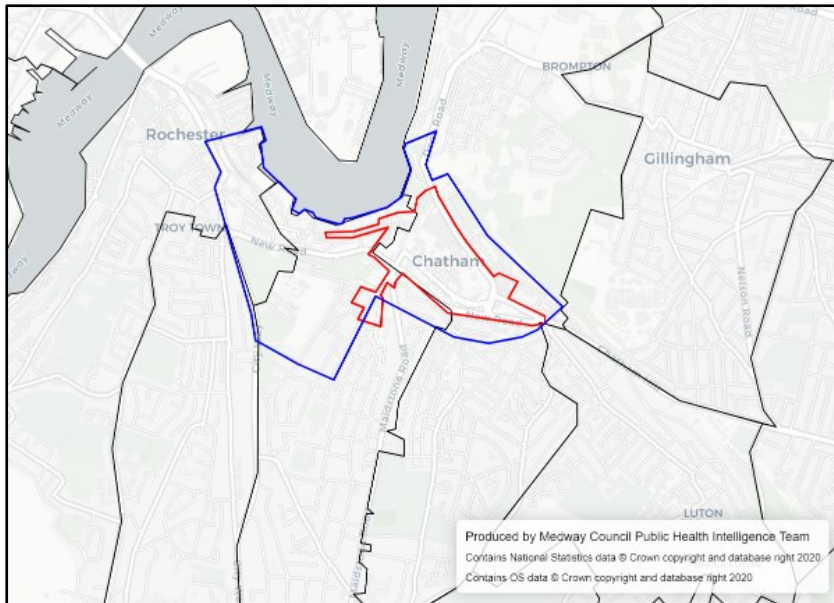 BROMPTON
Medway
Medway
Medway
Rochester
Gillingham
Road
TROY TOWN
New Road
Chatham
Nelson Road
New Road
Maidstone Road
LUTON
Produced by Medway Council Public Health Intelligence Team
Contains National Statistics data © Crown copyright and database right 2020
Contains OS data © Crown copyright and database right 2020